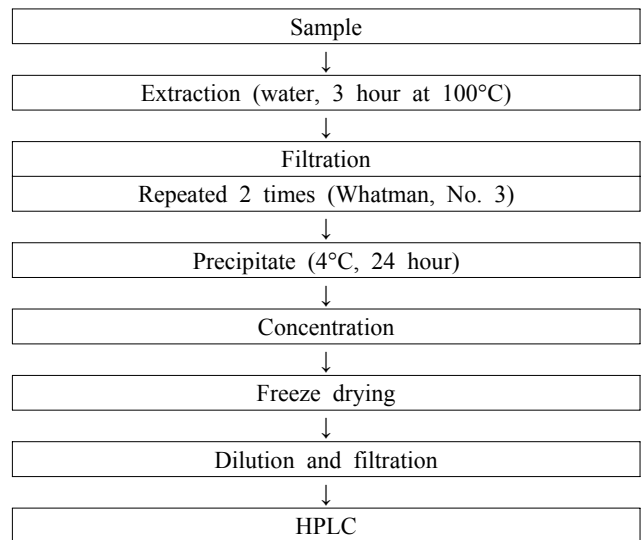 Sample
↓
Extraction (water, 3 hour at 100°C)
↓
Filtration
Repeated 2 times (Whatman, No. 3)
↓
Precipitate (4°C, 24 hour)
↓
Concentration
↓
Freeze drying
↓
Dilution and filtration
↓
HPLC